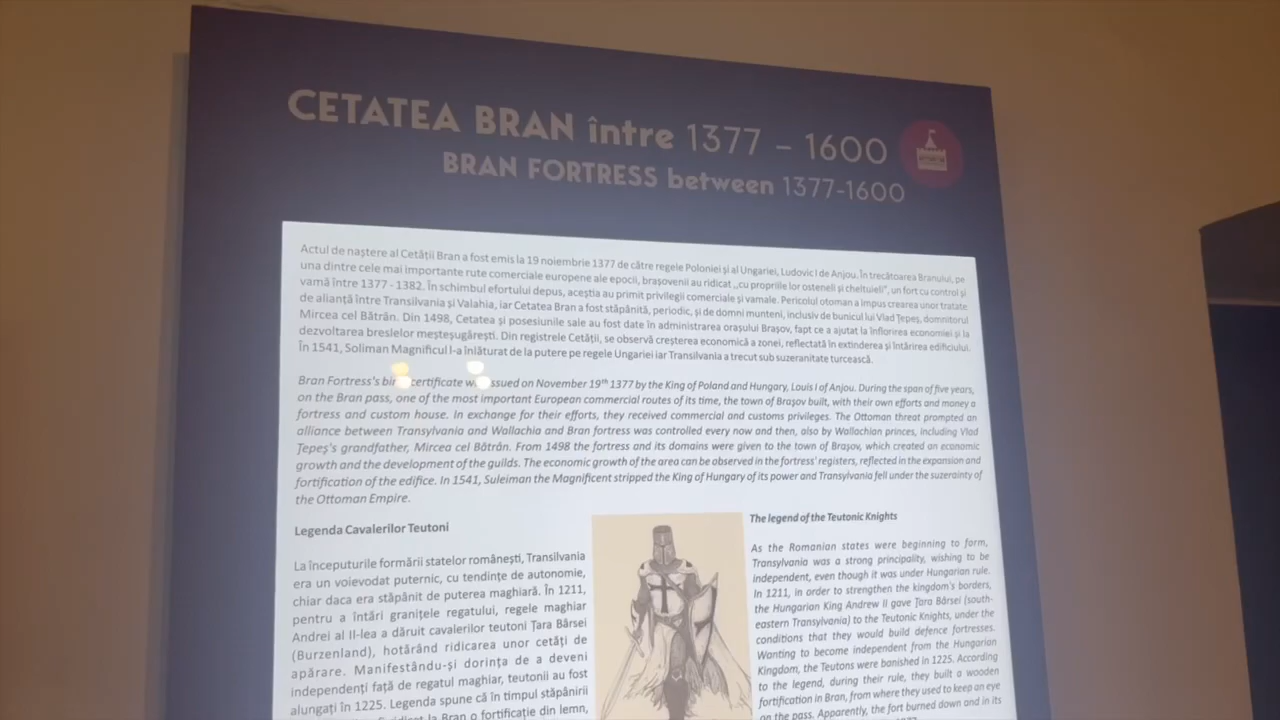 CETATEA BRAN între 1377 – 1600
BRAN FORTRESS between 1377-1600
Actul de naștere al Cetății Bran a fost emis la 19 noiembrie 1377 de către regele Poloniei și al Ungariei, Ludovic I de Anjou. În trecătoarea Branului, pe
una dintre cele mai importante rute comerciale europene ale epocii, brașovenii au ridicat ,,cu propriile lor osteneli și cheltuieli", un fort cu control și
vamă între 1377 - 1382. În schimbul efortului depus, aceștia au primit privilegii comerciale și vamale. Pericolul otoman a impus crearea unor tratate
de alianță între Transilvania și Valahia, iar Cetatea Bran a fost stăpânită, periodic, și de domni munteni, inclusiv de bunicul lui Vlad Țepeș, domnitorul
Mircea cel Bătrân. Din 1498, Cetatea și posesiunile sale au fost date în administrarea orașului Brașov, fapt ce a ajutat la înflorirea economiei și la
dezvoltarea breslelor meșteșugărești. Din registrele Cetății, se observă creșterea economică a zonei, reflectată în extinderea și întărirea edificiului.
În 1541, Soliman Magnificul l-a înlăturat de la putere pe regele Ungariei iar Transilvania a trecut sub suzeranitate turcească.
Bran Fortress's certificate issued on November 19th 1377 by the King of Poland and Hungary, Louis I of Anjou. During the span of five years,
on the Bran pass, one of the most important European commercial routes of its time, the town of Brașov built, with their own efforts and money a
fortress and custom house. In exchange for their efforts, they received commercial and customs privileges. The Ottoman threat prompted an
alliance between Transylvania and Wallachia and Bran fortress was controlled every now and then, also by Wallachian princes, including Vlad
Țepeș's grandfather, Mircea cel Bătrân. From 1498 the fortress and its domains were given to the town of Brașov, which created an economic
growth and the development of the guilds. The economic growth of the area can be observed in the fortress' registers, reflected in the expansion and
fortification of the edifice. In 1541, Suleiman the Magnificent stripped the King of Hungary of its power and Transylvania fell under the suzerainty of
the Ottoman Empire.
Legenda Cavalerilor Teutoni
La începuturile formării statelor românești, Transilvania
era un voievodat puternic, cu tendințe de autonomie,
chiar daca era stăpânit de puterea maghiară. În 1211,
pentru a întări granițele regatului, regele maghiar
Andrei al II-lea a dăruit cavalerilor teutoni Țara Bârsei
(Burzenland), hotărând ridicarea unor cetăți de
apărare. Manifestându-și dorința de a deveni
independenți față de regatul maghiar, teutonii au fost
alungați în 1225. Legenda spune că în timpul stăpânirii
la Bran o fortificație din lemn,
The legend of the Teutonic Knights
As the Romanian states were beginning to form,
Transylvania was a strong principality, wishing to be
independent, even though it was under Hungarian rule.
In 1211, in order to strengthen the kingdom's borders,
the Hungarian King Andrew II gave Țara Bârsei (south-
eastern Transylvania) to the Teutonic Knights, under the
conditions that they would build defence fortresses.
Wanting to become independent from the Hungarian
Kingdom, the Teutons were banished in 1225. According
to the legend, during their rule, they built a wooden
fortification in Bran, from where they used to keep an eye
on the pass. Apparently, the fort burned down and in its